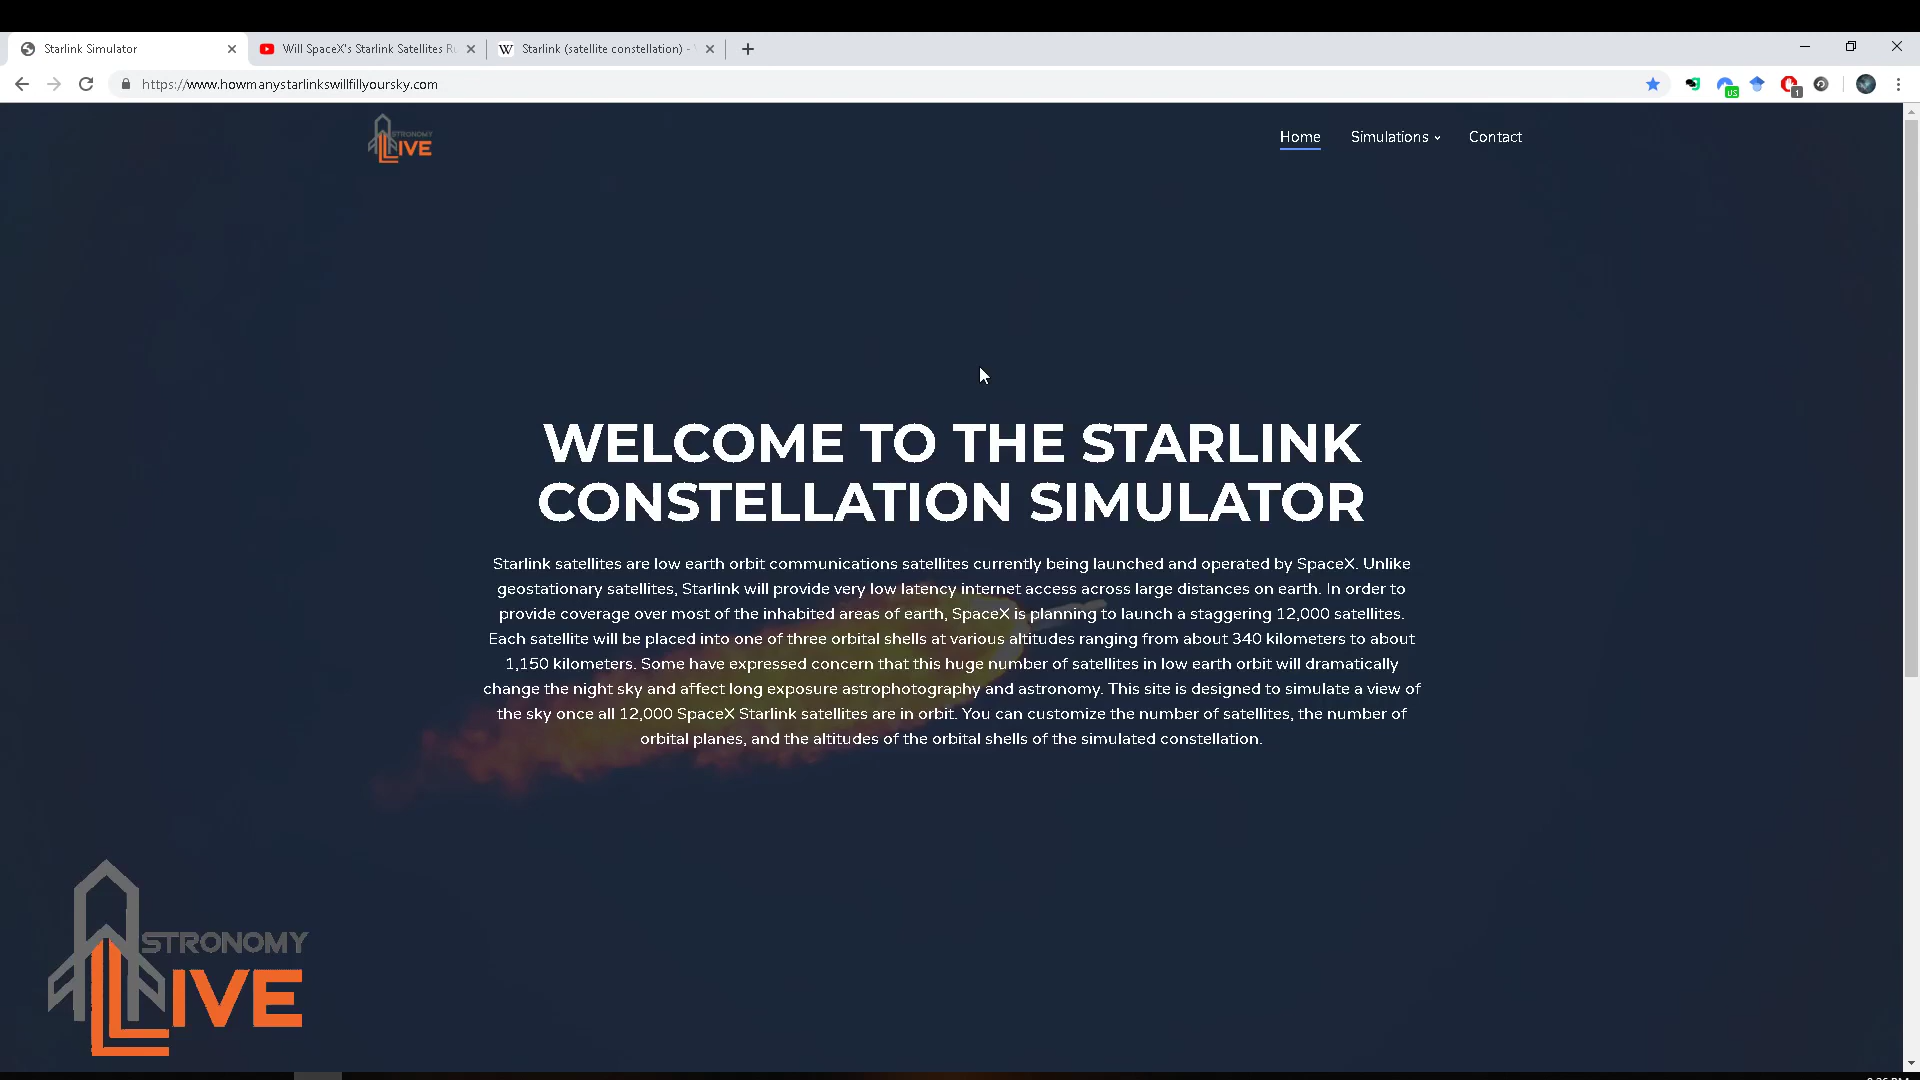 Starlink Simulator
Will SpaceX's Starlink Satellites
Starlink (satellite constellation) -
https://www.howmanystarlinkswillfillyoursky.com
US
1
ASTRONOMY
LIVE
Home
Simulations
Contact
WELCOME TO THE STARLINK
CONSTELLATION SIMULATOR
Starlink satellites are low earth orbit communications satellites currently being launched and operated by SpaceX. Unlike
geostationary satellites, Starlink will provide very low latency internet access across large distances on earth. In order to
provide coverage over most of the inhabited areas of earth, SpaceX is planning to launch a staggering 12,000 satellites.
Each satellite will be placed into one of three orbital shells at various altitudes ranging from about 340 kilometers to about
1,150 kilometers. Some have expressed concern that this huge number of satellites in low earth orbit will dramatically
change the night sky and affect long exposure astrophotography and astronomy. This site is designed to simulate a view of
the sky once all 12,000 SpaceX Starlink satellites are in orbit. You can customize the number of satellites, the number of
orbital planes, and the altitudes of the orbital shells of the simulated constellation.
ASTRONOMY
LIVE